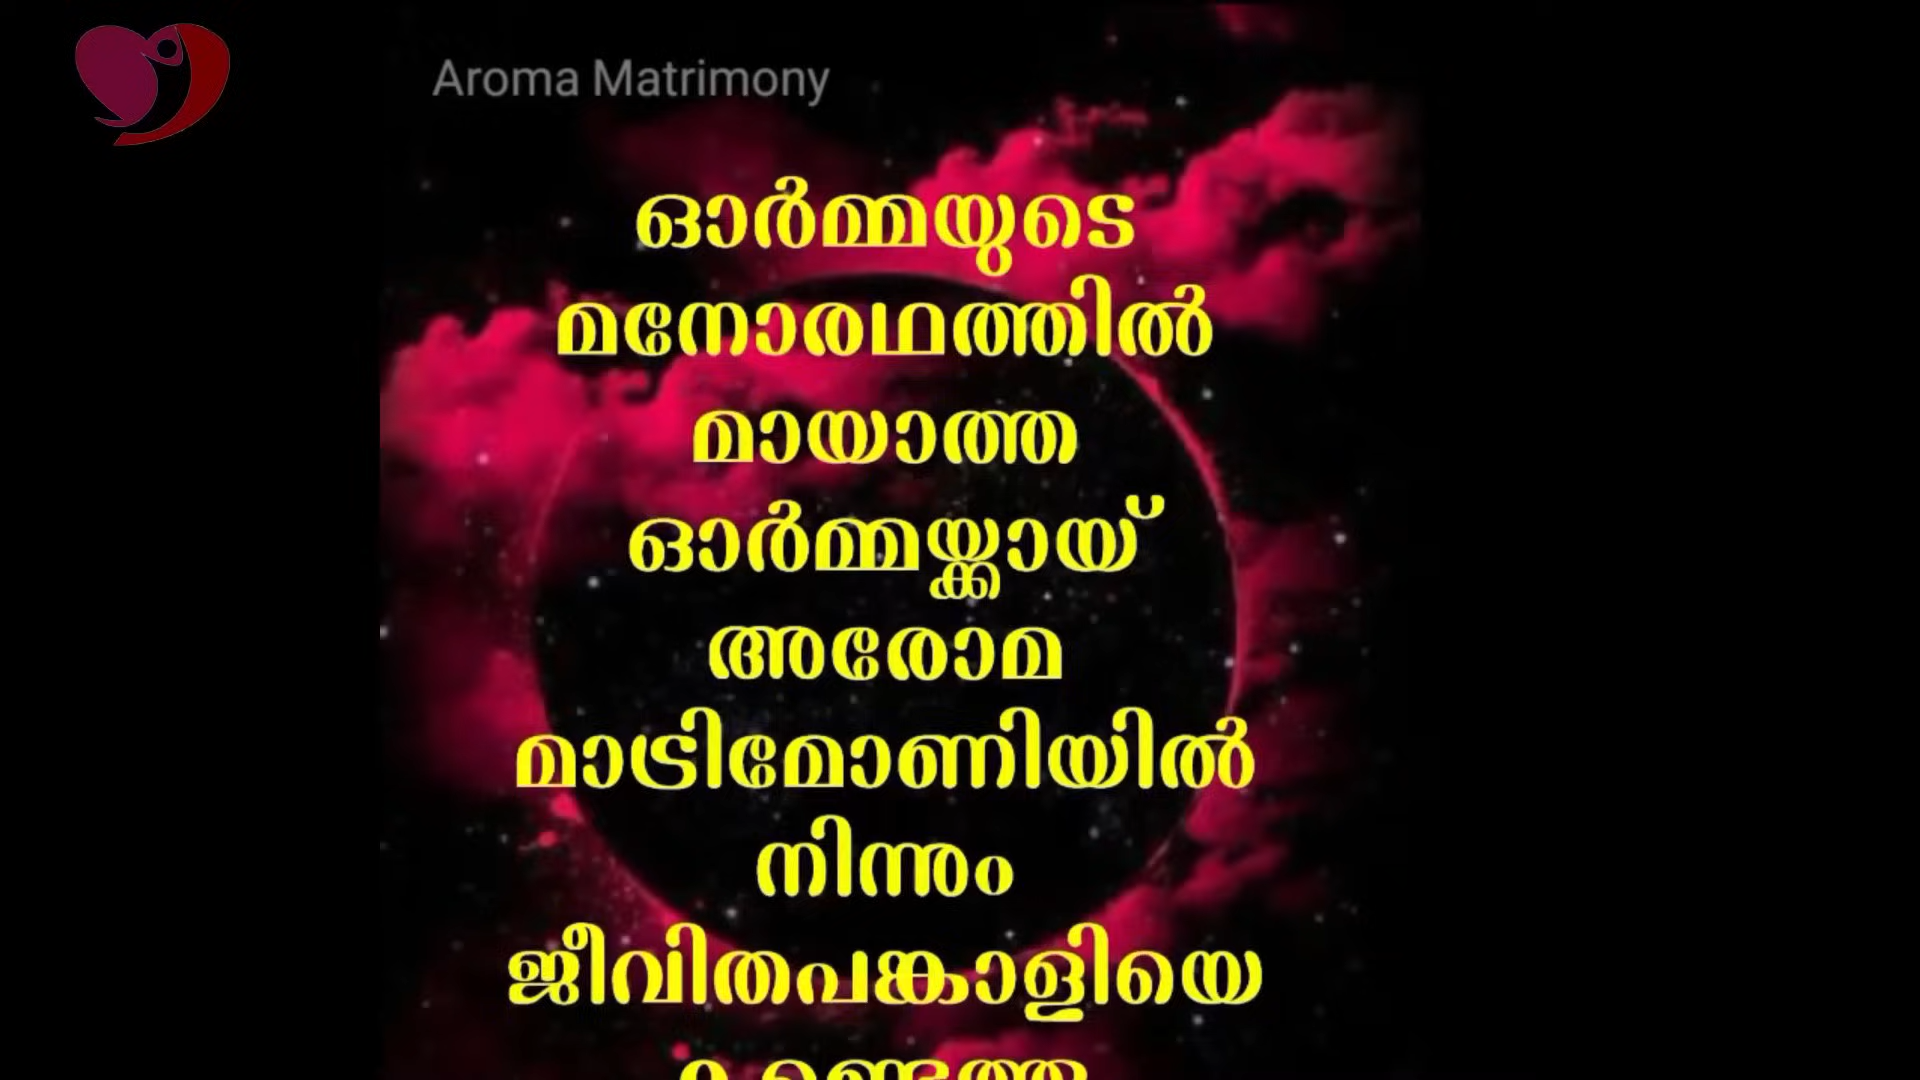 Aroma Matrimony
ഓർമ്മയുടെ
മനോരഥത്തിൽ
മായാത്ത
ഓർമ്മയ്ക്കായ്
അരോമ
മാട്രിമോണിയിൽ
നിന്നും
ജീവിതപങ്കാളിയെ